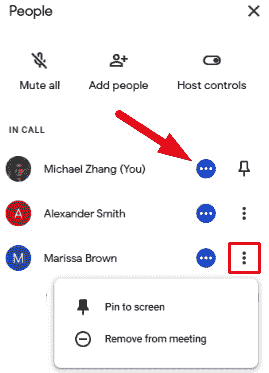 People
Mute all Add people Host controls
IN CALL
Michael Zhang (You)
A Alexander Smith
M Marissa Brown
Pin to screen
Remove from meeting